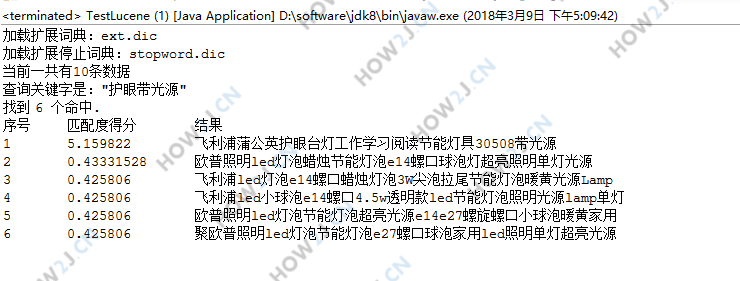 <terminated> TestLucene (1) [Java Application] D:\software\jdk8\bin\javaw.exe (2018年3月9日 下午5:09:42)
加载扩展词典：ext.dic
加载扩展停止词典：stopword.dic
当前一共有10条数据
查询关键字是："护眼带光源"
找到 6 个命中.
序号 匹配度得分 结果
1 5.159822 飞利浦蒲公英护眼台灯工作学习阅读节能灯具30508带光源
2 0.43331528 欧普照明led灯泡蜡烛节能灯泡e14螺口球泡灯超亮照明单灯光源
3 0.425806 飞利浦led灯泡e14螺口蜡烛灯泡3W尖泡拉尾节能灯泡暖黄光源Lamp
4 0.425806 飞利浦led小球泡e14螺口4.5w透明款led节能灯泡照明光源lamp单灯
5 0.425806 欧普照明led灯泡节能灯泡超亮光源e14e27螺旋螺口小球泡暖黄家用
6 0.425806 聚欧普照明led灯泡节能灯泡e27螺口球泡家用led照明单灯超亮光源
HOW2J.CN
HOW2J.CN
HOW2J.CN
HOW2J.CN
HOW2J.CN
HOW2J.CN